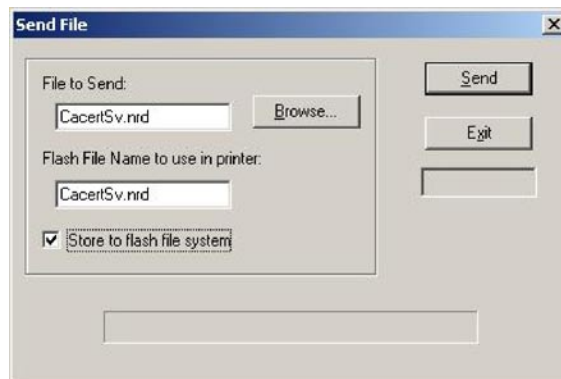 Send File
File to Send:
CacertSv.nrd
Browse...
Flash File Name to use in printer:
CacertSv.nrd
Store to flash file system
Send
Exit